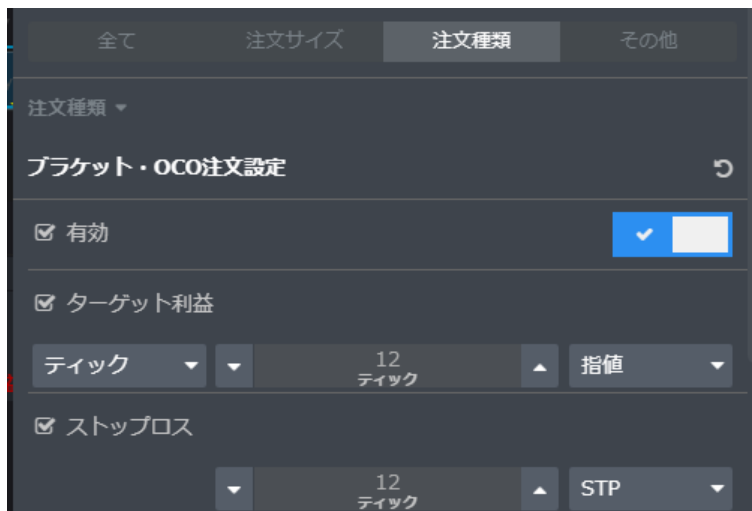 全て 注文サイズ 注文種類 その他
注文種類
ブラケット・OCO注文設定
有効
ターゲット利益
ティック 12 指値
ティック
ストップロス
12 STP
ティック